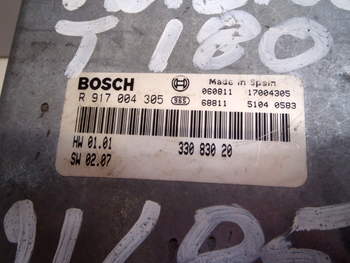 T180
BOSCH Made in Spain
R 917 004 305 965 060811 17004305
68811 5104 0583
HW 01.01 330 830 20
SW 02.07